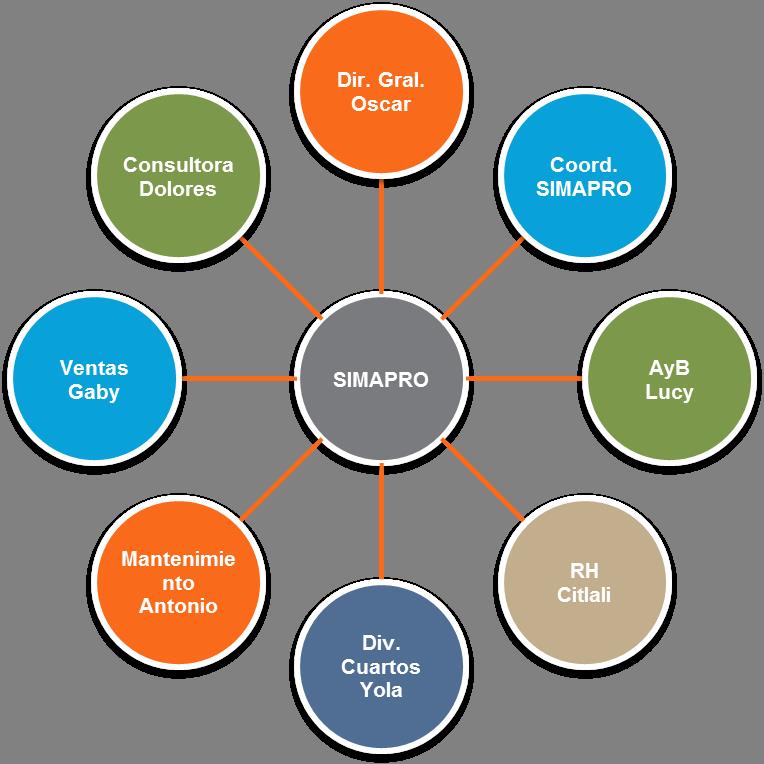 Dir. Gral.
Oscar
Consultora
Dolores
Coord.
SIMAPRO
Ventas
Gaby
SIMAPRO
AyB
Lucy
Mantenimie
nto
Antonio
RH
Citlali
Div.
Cuartos
Yola